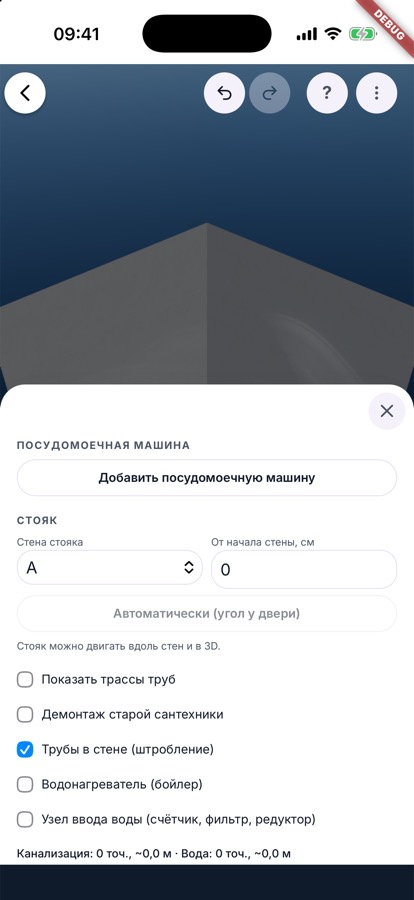 09:41
DEBUG
?
ПОСУДОМОЕЧНАЯ МАШИНА
Добавить посудомоечную машину
СТОЯК
Стена стояка
От начала стены, см
A
0
Автоматически (угол у двери)
Стояк можно двигать вдоль стен и в 3D.
Показать трассы труб
Демонтаж старой сантехники
Трубы в стене (штробление)
Водонагреватель (бойлер)
Узел ввода воды (счётчик, фильтр, редуктор)
Канализация: 0 точ., ~0,0 м · Вода: 0 точ., ~0,0 м